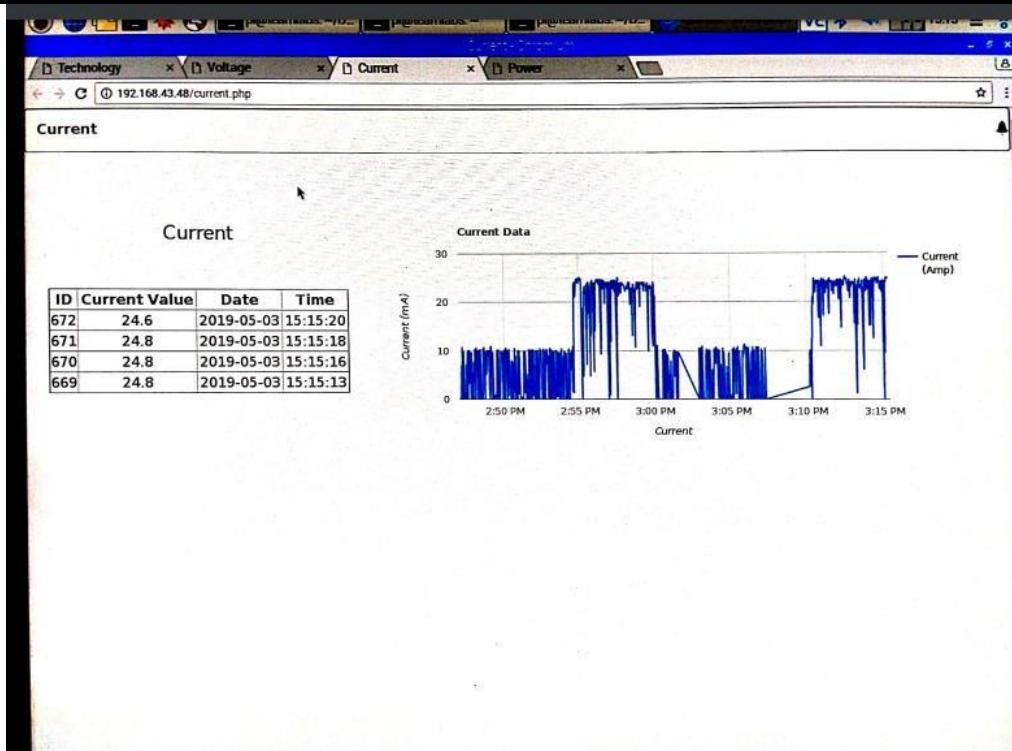 Technology
Voltage
Current
Power
192.168.43.48/current.php
Current
Current
ID Current Value Date Time
672 24.6 2019-05-03 15:15:20
671 24.8 2019-05-03 15:15:18
670 24.8 2019-05-03 15:15:16
669 24.8 2019-05-03 15:15:13
Current Data
30
20
10
0
Current (mA)
2:50 PM 2:55 PM 3:00 PM 3:05 PM 3:10 PM 3:15 PM
Current
Current
(Amp)